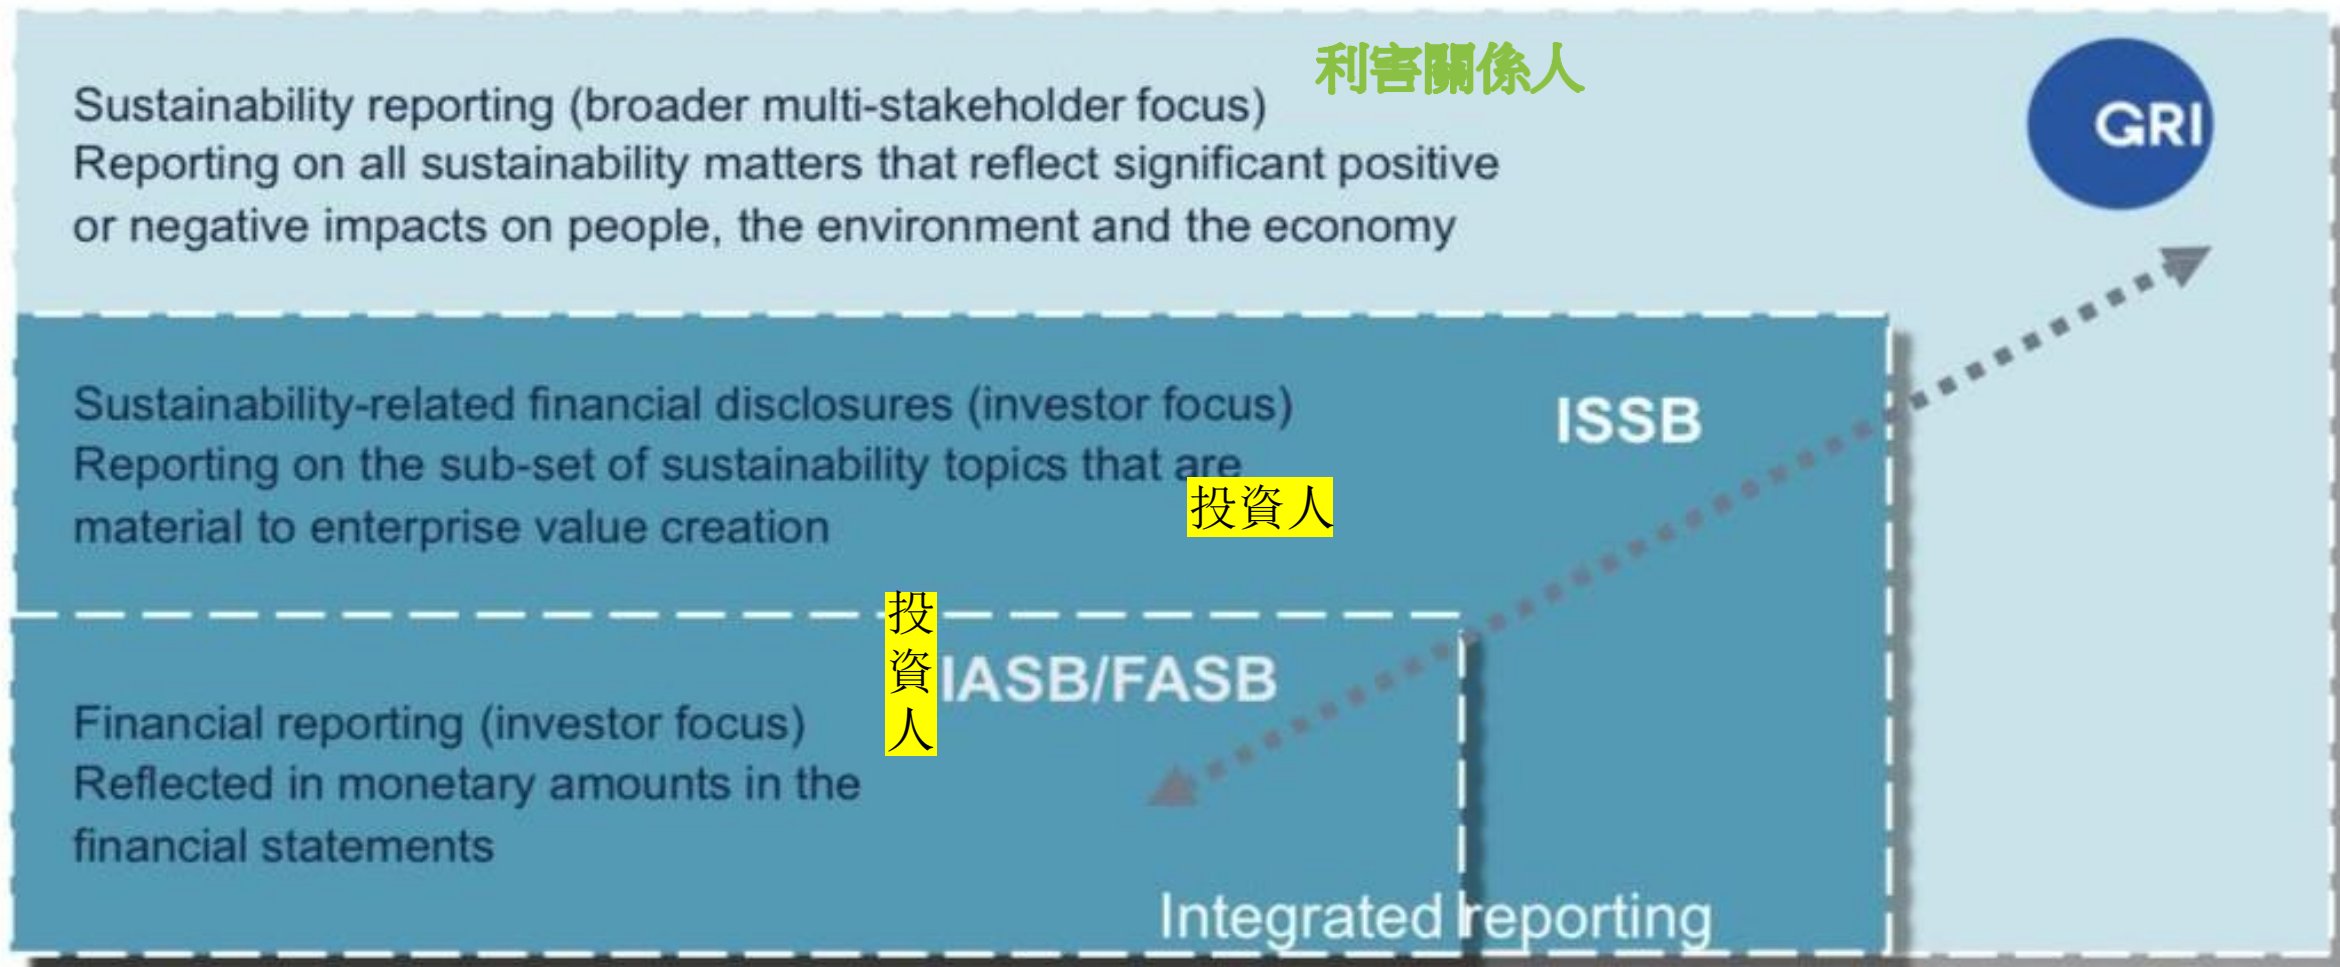 利害關係人
Sustainability reporting (broader multi-stakeholder focus)
Reporting on all sustainability matters that reflect significant positive
or negative impacts on people, the environment and the economy
GRI
Sustainability-related financial disclosures (investor focus)
Reporting on the sub-set of sustainability topics that are
material to enterprise value creation
投資人
ISSB
投資人
IASB/FASB
Financial reporting (investor focus)
Reflected in monetary amounts in the
financial statements
Integrated reporting